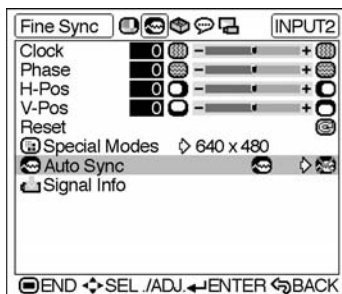 Fine Sync INPUT2
Clock 0 - +
Phase 0 - +
H-Pos 0 - +
V-Pos 0 - +
Reset
Special Modes 640 x 480
Auto Sync
Signal Info
END SEL./ADJ. ENTER BACK